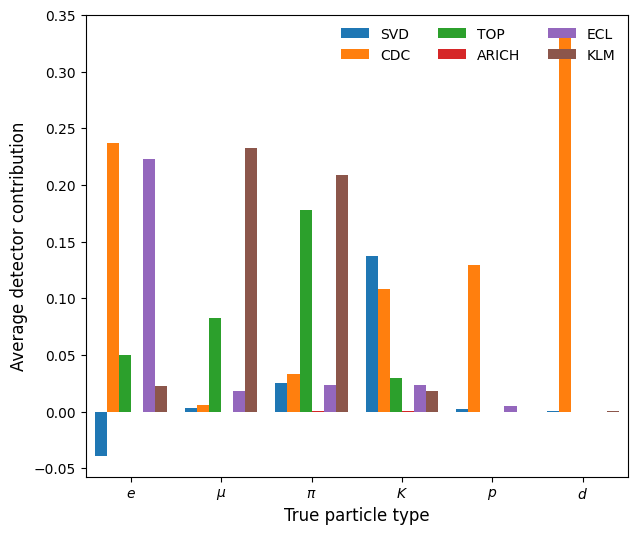 Average detector contribution
0.35
0.30
0.25
0.20
0.15
0.10
0.05
0.00
−0.05
SVD TOP ECL
CDC ARICH KLM
e μ π K p d
True particle type